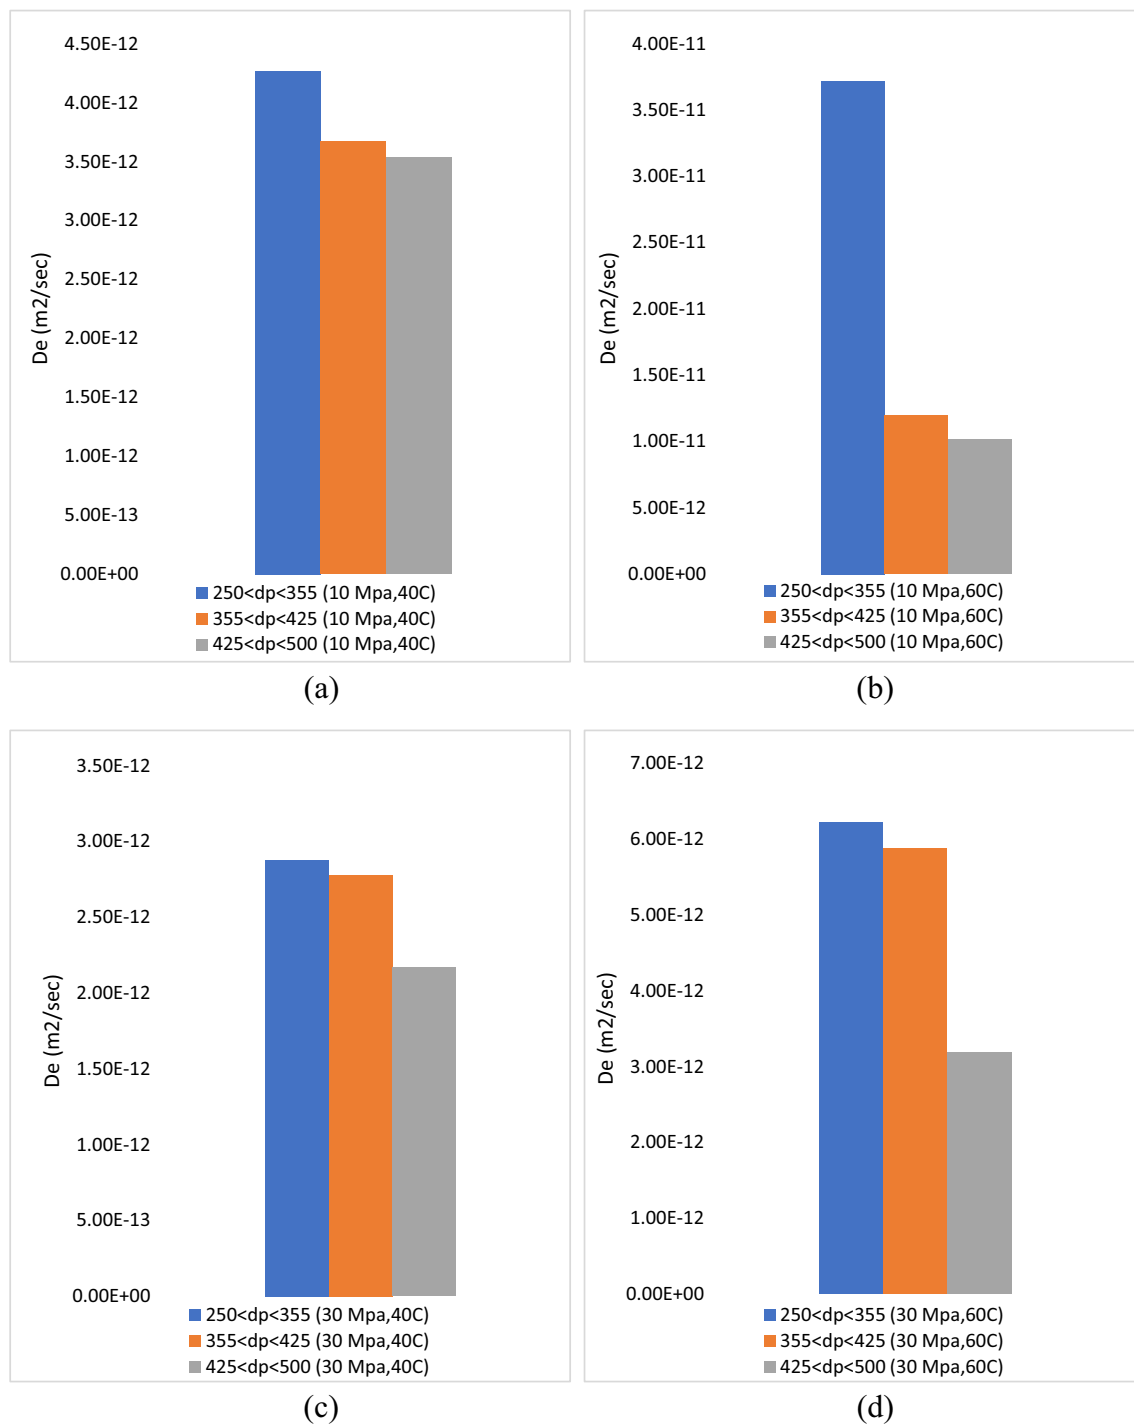 4.50E-12
4.00E-12
3.50E-12
3.00E-12
2.50E-12
2.00E-12
1.50E-12
1.00E-12
5.00E-13
0.00E+00
De (m2/sec)
250<dp<355 (10 Mpa,40C)
355<dp<425 (10 Mpa,40C)
425<dp<500 (10 Mpa,40C)
(a)
4.00E-11
3.50E-11
3.00E-11
2.50E-11
2.00E-11
1.50E-11
1.00E-11
5.00E-12
0.00E+00
De (m2/sec)
250<dp<355 (10 Mpa,60C)
355<dp<425 (10 Mpa,60C)
425<dp<500 (10 Mpa,60C)
(b)
3.50E-12
3.00E-12
2.50E-12
2.00E-12
1.50E-12
1.00E-12
5.00E-13
0.00E+00
De (m2/sec)
250<dp<355 (30 Mpa,40C)
355<dp<425 (30 Mpa,40C)
425<dp<500 (30 Mpa,40C)
(c)
7.00E-12
6.00E-12
5.00E-12
4.00E-12
3.00E-12
2.00E-12
1.00E-12
0.00E+00
De (m2/sec)
250<dp<355 (30 Mpa,60C)
355<dp<425 (30 Mpa,60C)
425<dp<500 (30 Mpa,60C)
(d)